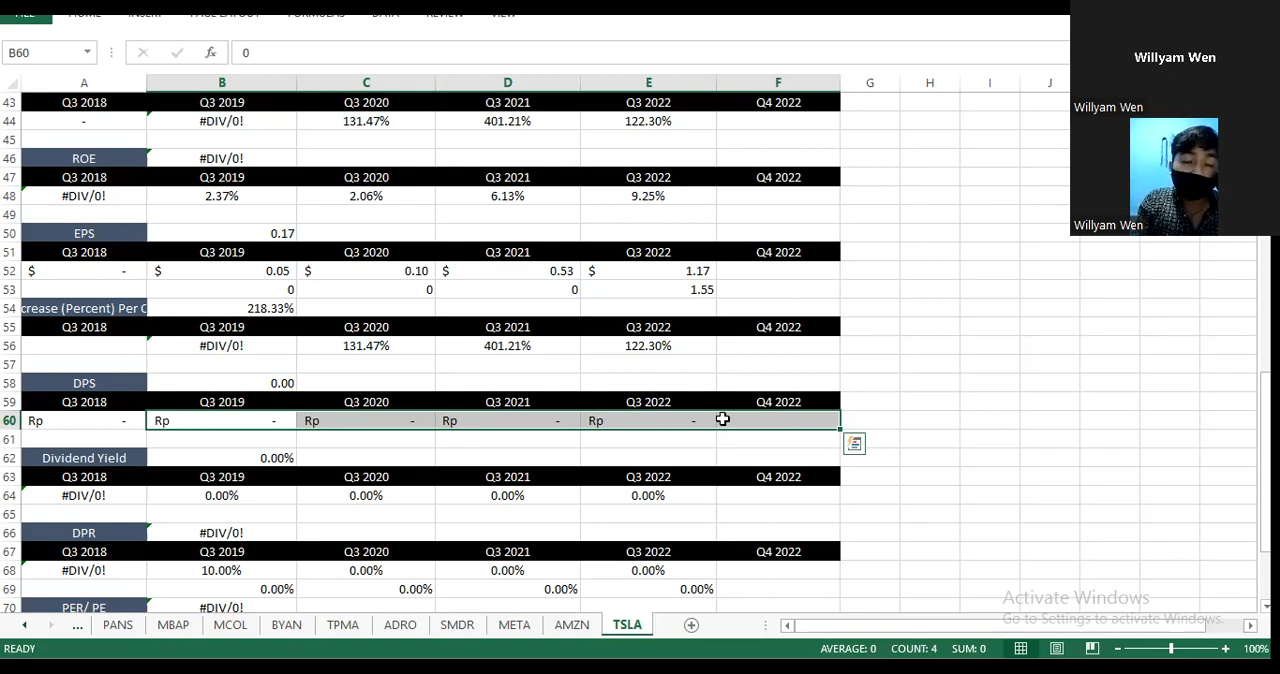 FILE HOME INSERT PAGE LAYOUT FORMULAS DATA REVIEW VIEW
Willyam Wen
B60 fx 0
Willyam Wen
A B C D E F G H I J
43 Q3 2018 Q3 2019 Q3 2020 Q3 2021 Q3 2022 Q4 2022
44 - #DIV/0! 131.47% 401.21% 122.30%
45
46 ROE #DIV/0!
47 Q3 2018 Q3 2019 Q3 2020 Q3 2021 Q3 2022 Q4 2022
48 #DIV/0! 2.37% 2.06% 6.13% 9.25%
49
Willyam Wen
50 EPS 0.17
51 Q3 2018 Q3 2019 Q3 2020 Q3 2021 Q3 2022 Q4 2022
52 $ - $ 0.05 $ 0.10 $ 0.53 $ 1.17
53 0 0 0 1.55
54 crease (Percent) Per 218.33%
55 Q3 2018 Q3 2019 Q3 2020 Q3 2021 Q3 2022 Q4 2022
56 #DIV/0! 131.47% 401.21% 122.30%
57
58 DPS 0.00
59 Q3 2018 Q3 2019 Q3 2020 Q3 2021 Q3 2022 Q4 2022
60 Rp - Rp - Rp - Rp - Rp -
61
62 Dividend Yield 0.00%
63 Q3 2018 Q3 2019 Q3 2020 Q3 2021 Q3 2022 Q4 2022
64 #DIV/0! 0.00% 0.00% 0.00% 0.00%
65
66 DPR #DIV/0!
67 Q3 2018 Q3 2019 Q3 2020 Q3 2021 Q3 2022 Q4 2022
68 #DIV/0! 10.00% 0.00% 0.00% 0.00%
69 0.00% 0.00% 0.00% 0.00%
70 PER/ PE #DIV/0!
Activate Windows
Go to Settings to activate Windows.
... PANS MBAP MCOL BYAN TPMA ADRO SMDR META AMZN TSLA
READY AVERAGE: 0 COUNT: 4 SUM: 0 100%